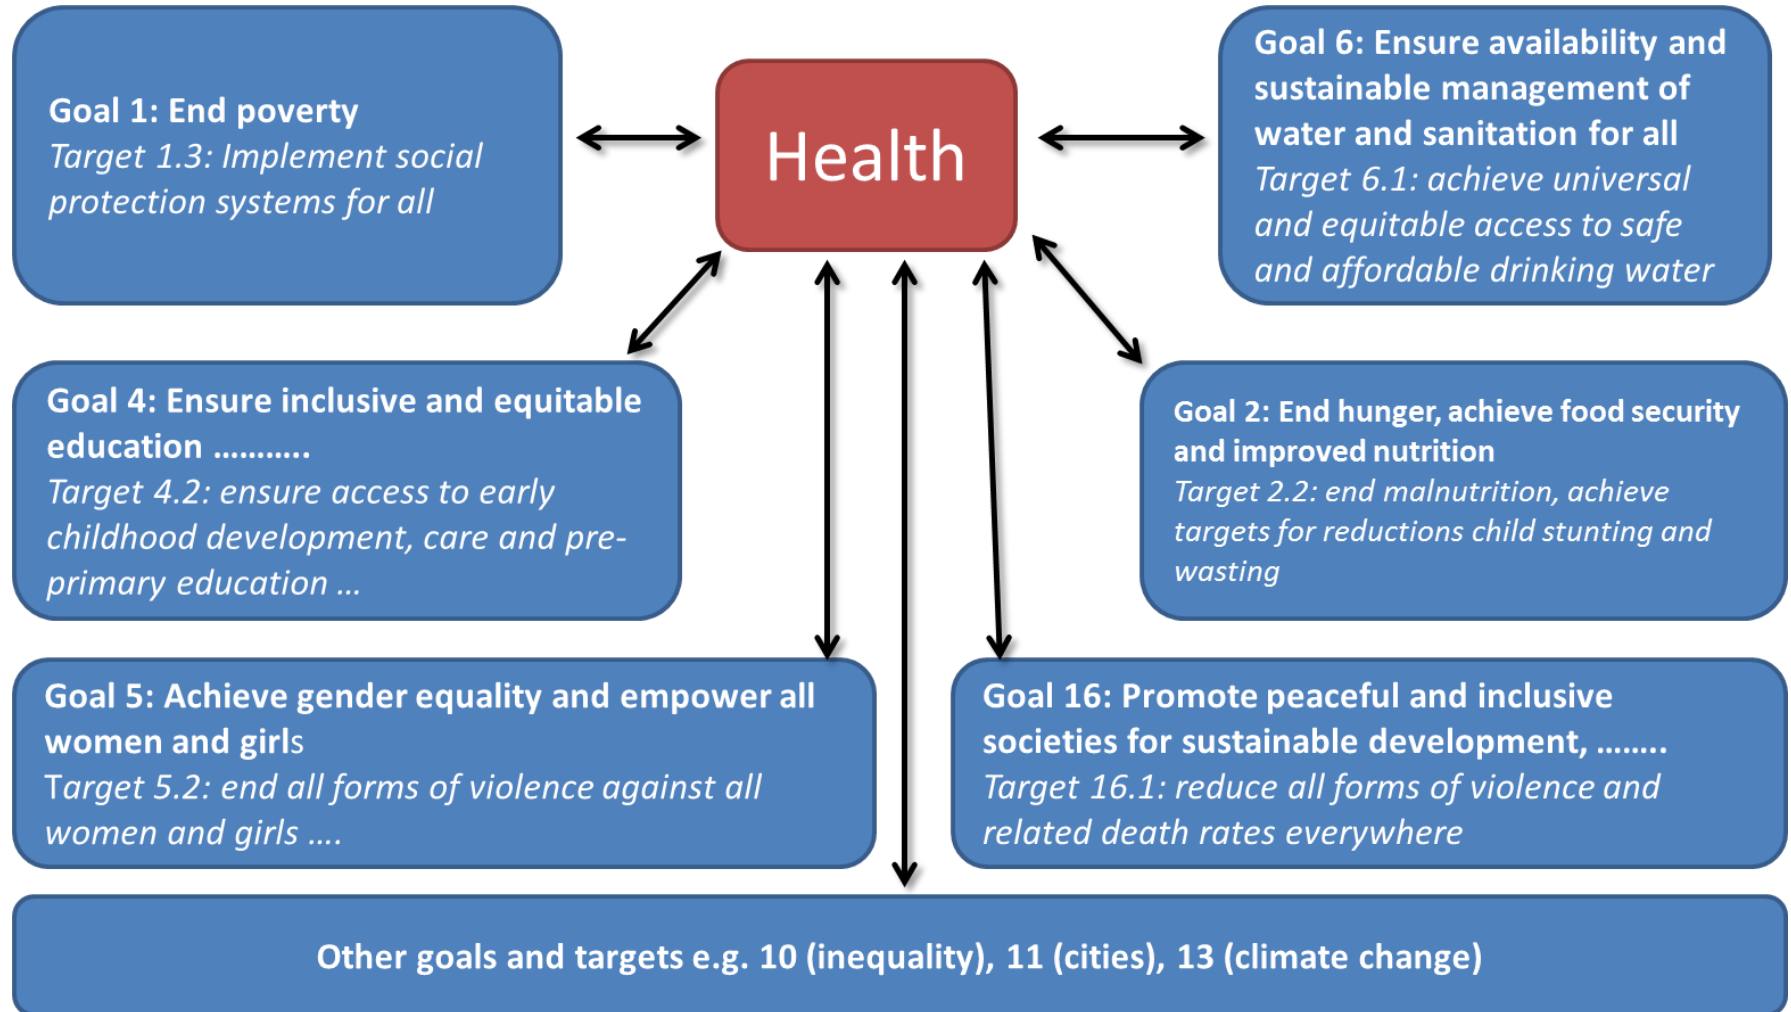 Goal 1: End poverty
Target 1.3: Implement social
protection systems for all
Health
Goal 6: Ensure availability and
sustainable management of
water and sanitation for all
Target 6.1: achieve universal
and equitable access to safe
and affordable drinking water
Goal 4: Ensure inclusive and equitable
education ………..
Target 4.2: ensure access to early
childhood development, care and pre-
primary education …
Goal 2: End hunger, achieve food security
and improved nutrition
Target 2.2: end malnutrition, achieve
targets for reductions child stunting and
wasting
Goal 5: Achieve gender equality and empower all
women and girls
Target 5.2: end all forms of violence against all
women and girls ….
Goal 16: Promote peaceful and inclusive
societies for sustainable development, ……..
Target 16.1: reduce all forms of violence and
related death rates everywhere
Other goals and targets e.g. 10 (inequality), 11 (cities), 13 (climate change)